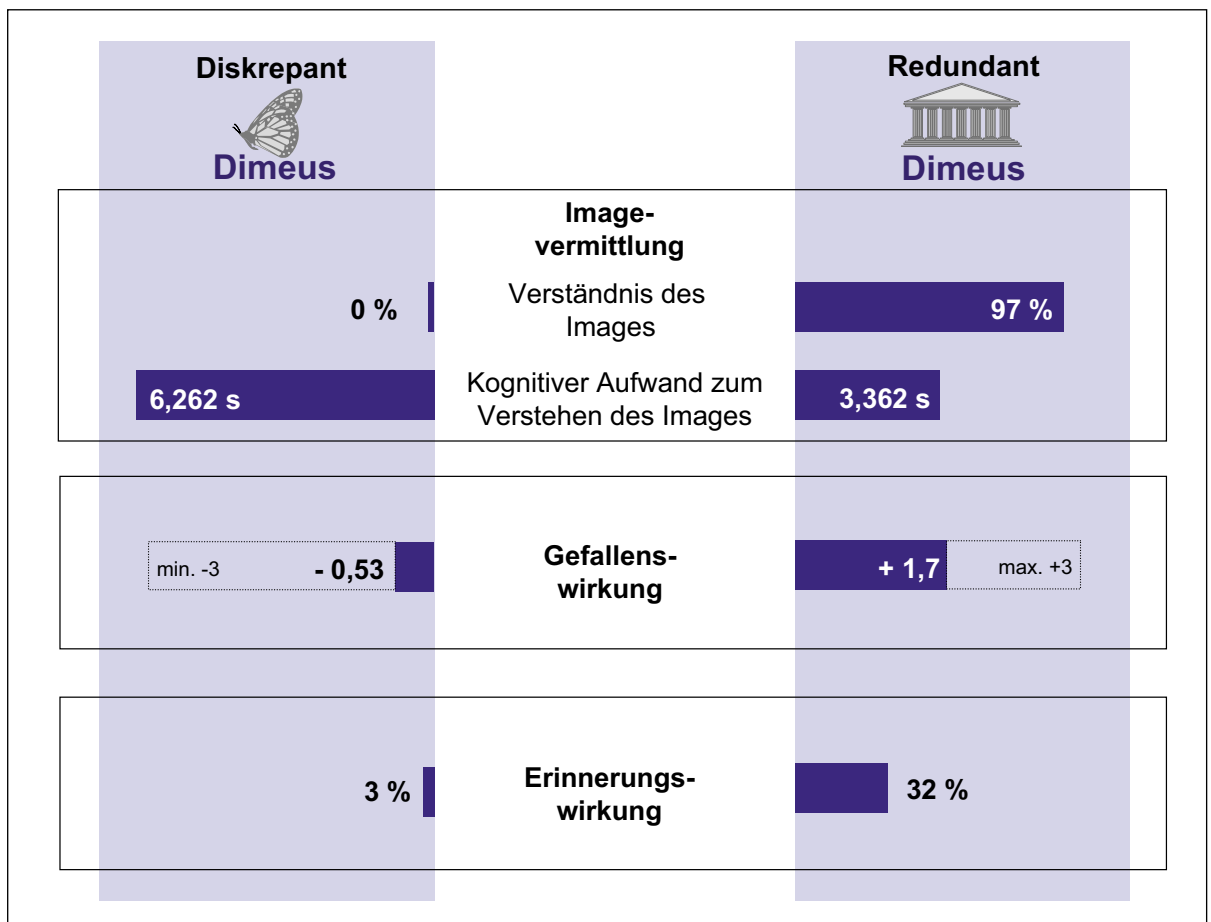 Diskrepant
Dimeus
Redundant
Dimeus
Image-
vermittlung
0 %
Verständnis des
Images
97 %
6,262 s
Kognitiver Aufwand zum
Verstehen des Images
3,362 s
min. -3
- 0,53
Gefallens-
wirkung
+ 1,7
max. +3
3 %
Erinnerungs-
wirkung
32 %